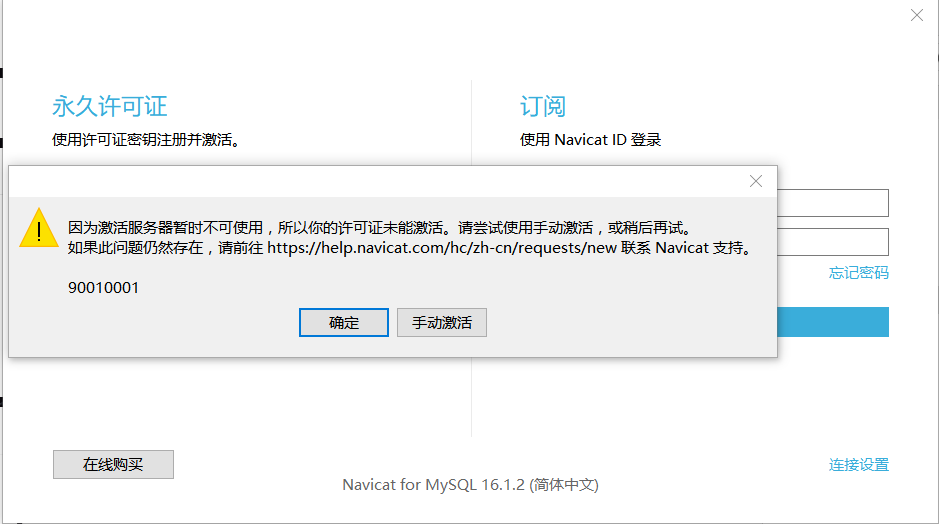 永久许可证
使用许可证密钥注册并激活。
订阅
使用 Navicat ID 登录
因为激活服务器暂时不可使用，所以你的许可证未能激活。请尝试使用手动激活，或稍后再试。
如果此问题仍然存在，请前往 https://help.navicat.com/hc/zh-cn/requests/new 联系 Navicat 支持。
90010001
确定
手动激活
忘记密码
在线购买
连接设置
Navicat for MySQL 16.1.2 (简体中文)